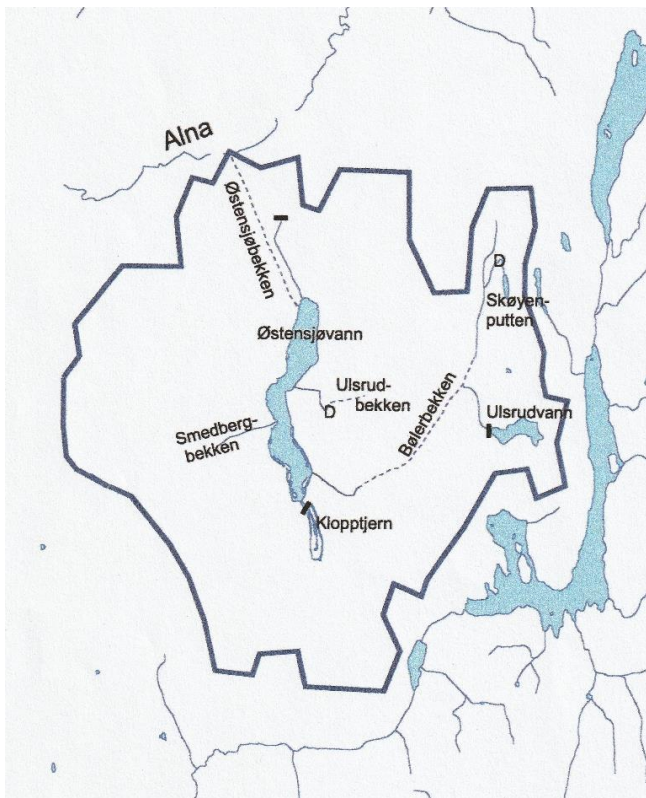 Alna
Østensjøbekken
D
Skøyen-
putten
Østensjøvann
Ulsrud-
bekken
D
Bølerbekken
Ulsrudvann
Smedberg-
bekken
Klopptjern